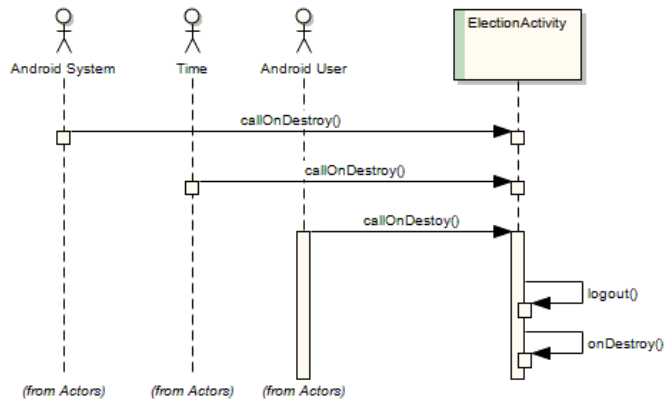 ElectionActivity
Android System
Time
Android User
callOnDestroy()
callOnDestroy()
callOnDestoy()
logout()
onDestroy()
(from Actors)
(from Actors)
(from Actors)